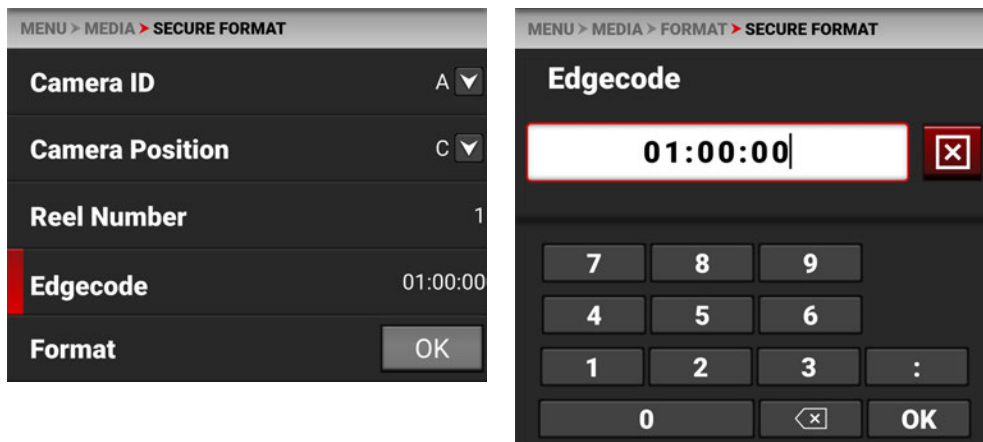 MENU > MEDIA > SECURE FORMAT
Camera ID A
Camera Position C
Reel Number 1
Edgecode 01:00:00
Format OK
MENU > MEDIA > FORMAT > SECURE FORMAT
Edgecode
01:00:00
7 8 9
4 5 6
1 2 3 :
0 OK